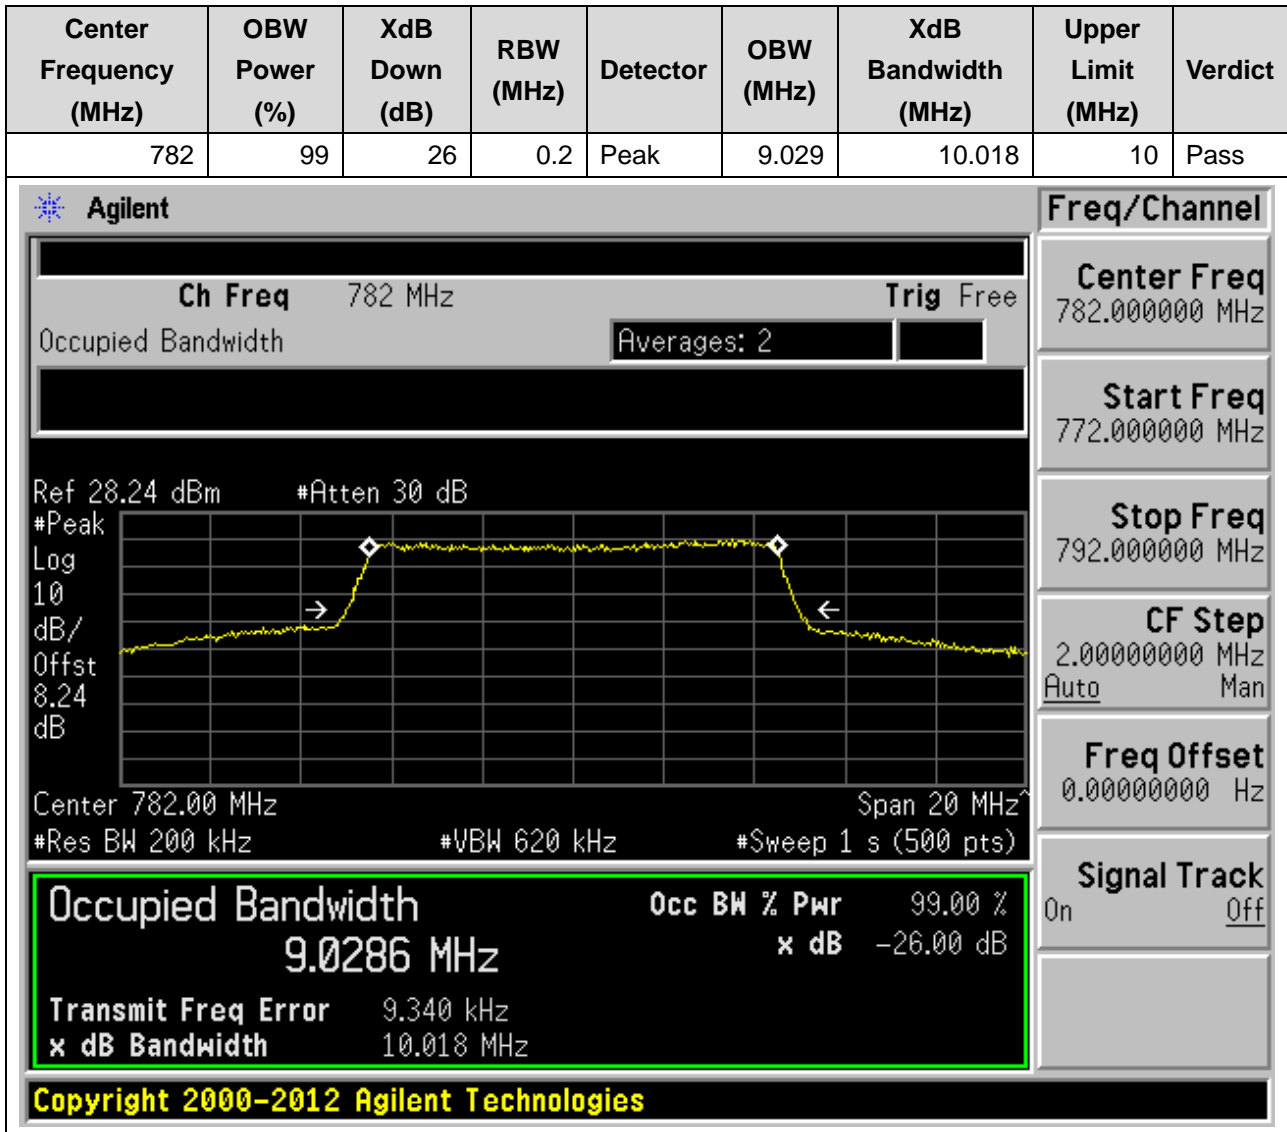 Center Frequency (MHz) OBW Power (%) XdB Down (dB) RBW (MHz) Detector OBW (MHz) XdB Bandwidth (MHz) Upper Limit (MHz) Verdict
782 99 26 0.2 Peak 9.029 10.018 10 Pass
Agilent
Freq/Channel
Ch Freq 782 MHz Trig Free
Occupied Bandwidth Averages: 2
Center Freq
782.000000 MHz
Start Freq
772.000000 MHz
Stop Freq
792.000000 MHz
CF Step
2.00000000 MHz
Auto Man
Freq Offset
0.00000000 Hz
Signal Track
On Off
Ref 28.24 dBm #Atten 30 dB
#Peak
Log
10
dB/
Offst
8.24
dB
Center 782.00 MHz Span 20 MHz^
#Res BW 200 kHz #VBW 620 kHz #Sweep 1 s (500 pts)
Occupied Bandwidth
9.0286 MHz
Occ BW % Pwr 99.00 %
x dB -26.00 dB
Transmit Freq Error 9.340 kHz
x dB Bandwidth 10.018 MHz
Copyright 2000-2012 Agilent Technologies